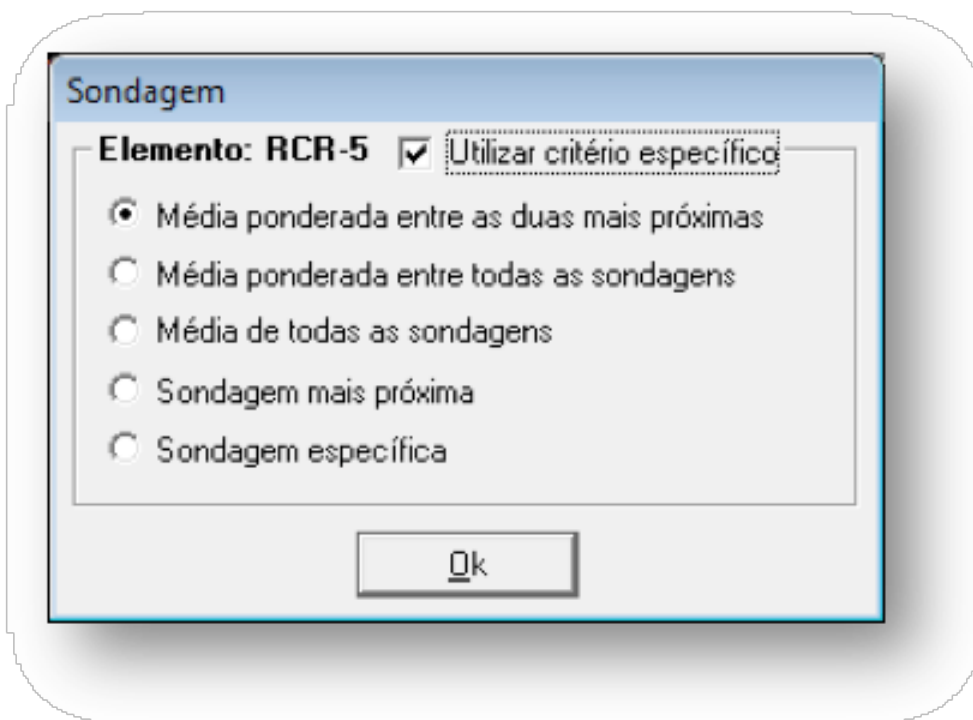 Sondagem
Elemento: RCR-5 Utilizar critério específico
Média ponderada entre as duas mais próximas
Média ponderada entre todas as sondagens
Média de todas as sondagens
Sondagem mais próxima
Sondagem específica
Ok